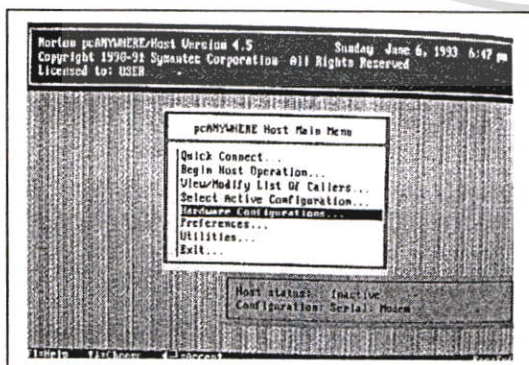 Norton pcANYWHERE/Host Version 4.5 Sunday June 6, 1993 6:47 pm
Copyright 1990-91 Symantec Corporation All Rights Reserved
Licensed to: USER
pcANYWHERE Host Main Menu
Quick Connect...
Begin Host Operation...
View/Modify List Of Callers...
Select Active Configuration...
Hardware Configurations...
Preferences...
Utilities...
Exit...
Host status: Inactive
Configuration: Serial: Modem